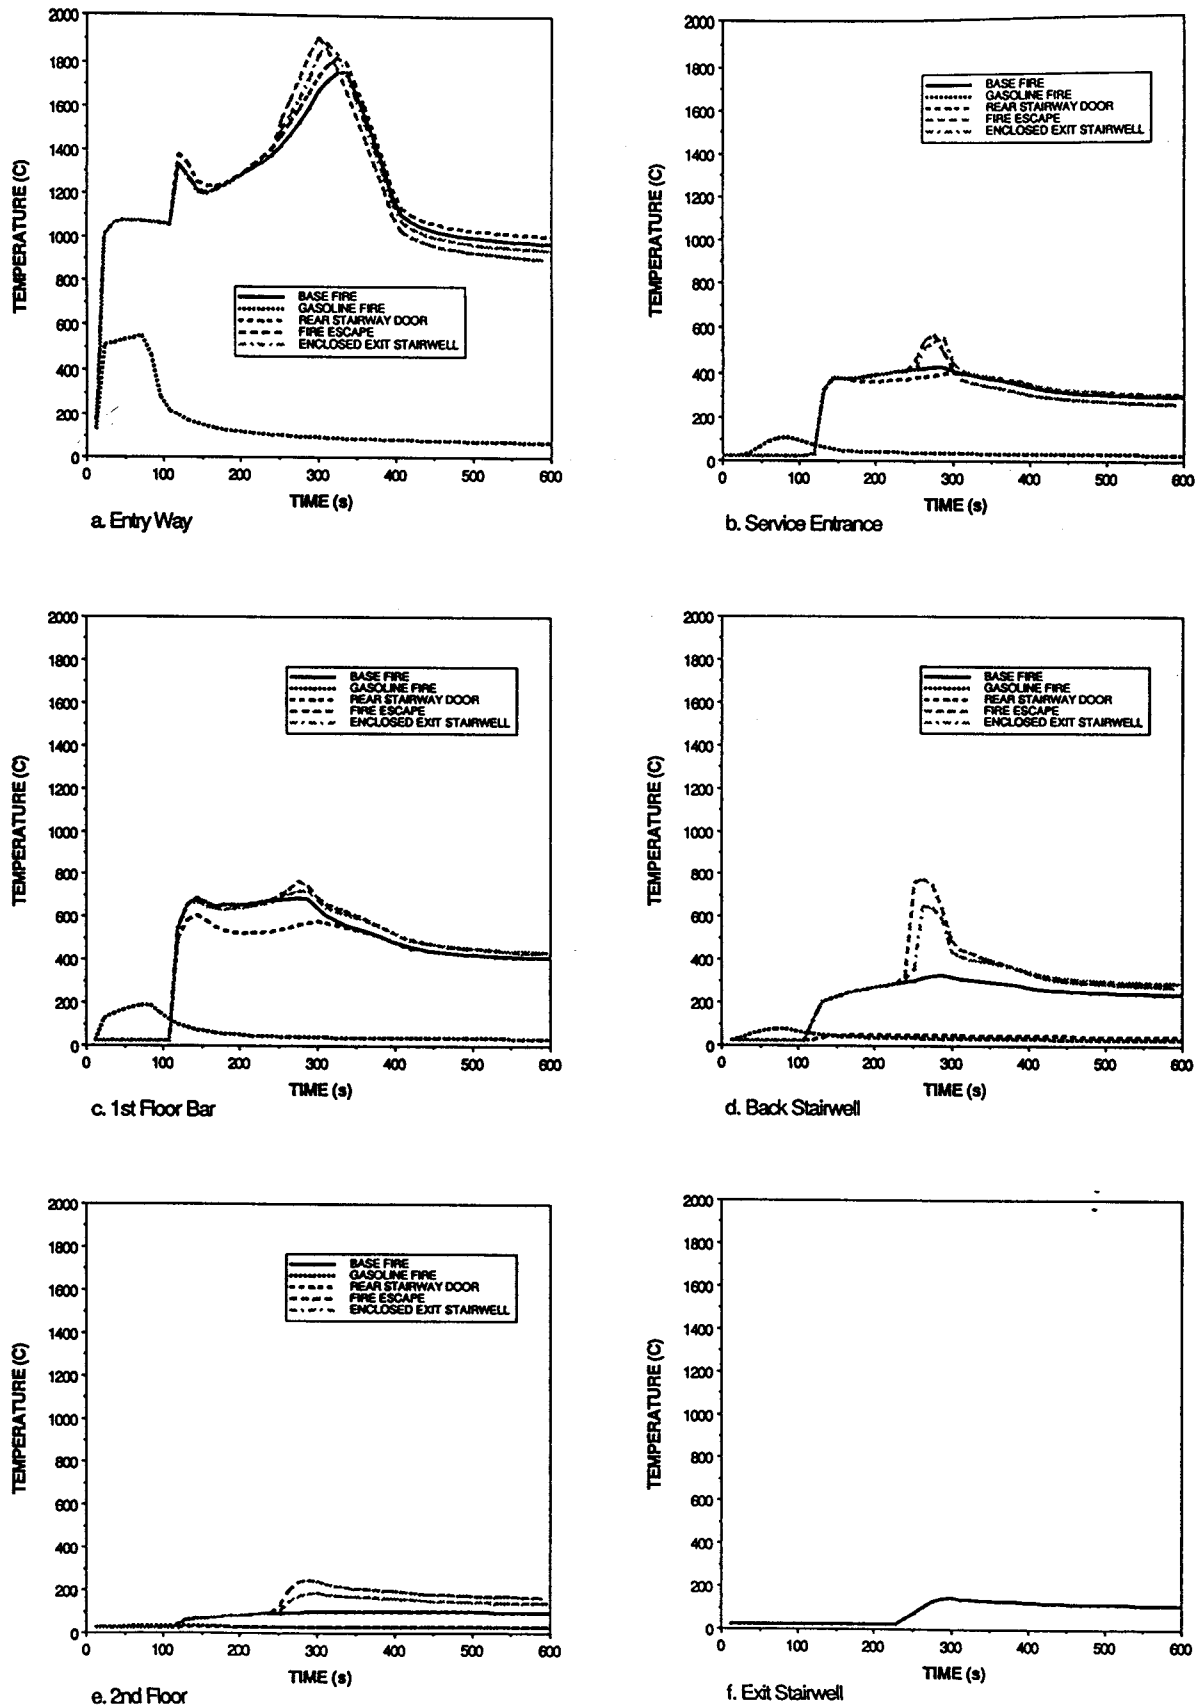 TEMPERATURE (C)
2000
1800
1600
1400
1200
1000
800
600
400
200
0
BASE FIRE
GASOLINE FIRE
REAR STAIRWAY DOOR
FIRE ESCAPE
ENCLOSED EXIT STAIRWELL
0 100 200 300 400 500 600
TIME (s)
a. Entry Way
TEMPERATURE (C)
2000
1800
1600
1400
1200
1000
800
600
400
200
0
BASE FIRE
GASOLINE FIRE
REAR STAIRWAY DOOR
FIRE ESCAPE
ENCLOSED EXIT STAIRWELL
0 100 200 300 400 500 600
TIME (s)
b. Service Entrance
TEMPERATURE (C)
2000
1800
1600
1400
1200
1000
800
600
400
200
0
BASE FIRE
GASOLINE FIRE
REAR STAIRWAY DOOR
FIRE ESCAPE
ENCLOSED EXIT STAIRWELL
0 100 200 300 400 500 600
TIME (s)
c. 1st Floor Bar
TEMPERATURE (C)
2000
1800
1600
1400
1200
1000
800
600
400
200
0
BASE FIRE
GASOLINE FIRE
REAR STAIRWAY DOOR
FIRE ESCAPE
ENCLOSED EXIT STAIRWELL
0 100 200 300 400 500 600
TIME (s)
d. Back Stairwell
TEMPERATURE (C)
2000
1800
1600
1400
1200
1000
800
600
400
200
0
BASE FIRE
GASOLINE FIRE
REAR STAIRWAY DOOR
FIRE ESCAPE
ENCLOSED EXIT STAIRWELL
0 100 200 300 400 500 600
TIME (s)
e. 2nd Floor
TEMPERATURE (C)
2000
1800
1600
1400
1200
1000
800
600
400
200
0
0 100 200 300 400 500 600
TIME (s)
f. Exit Stairwell